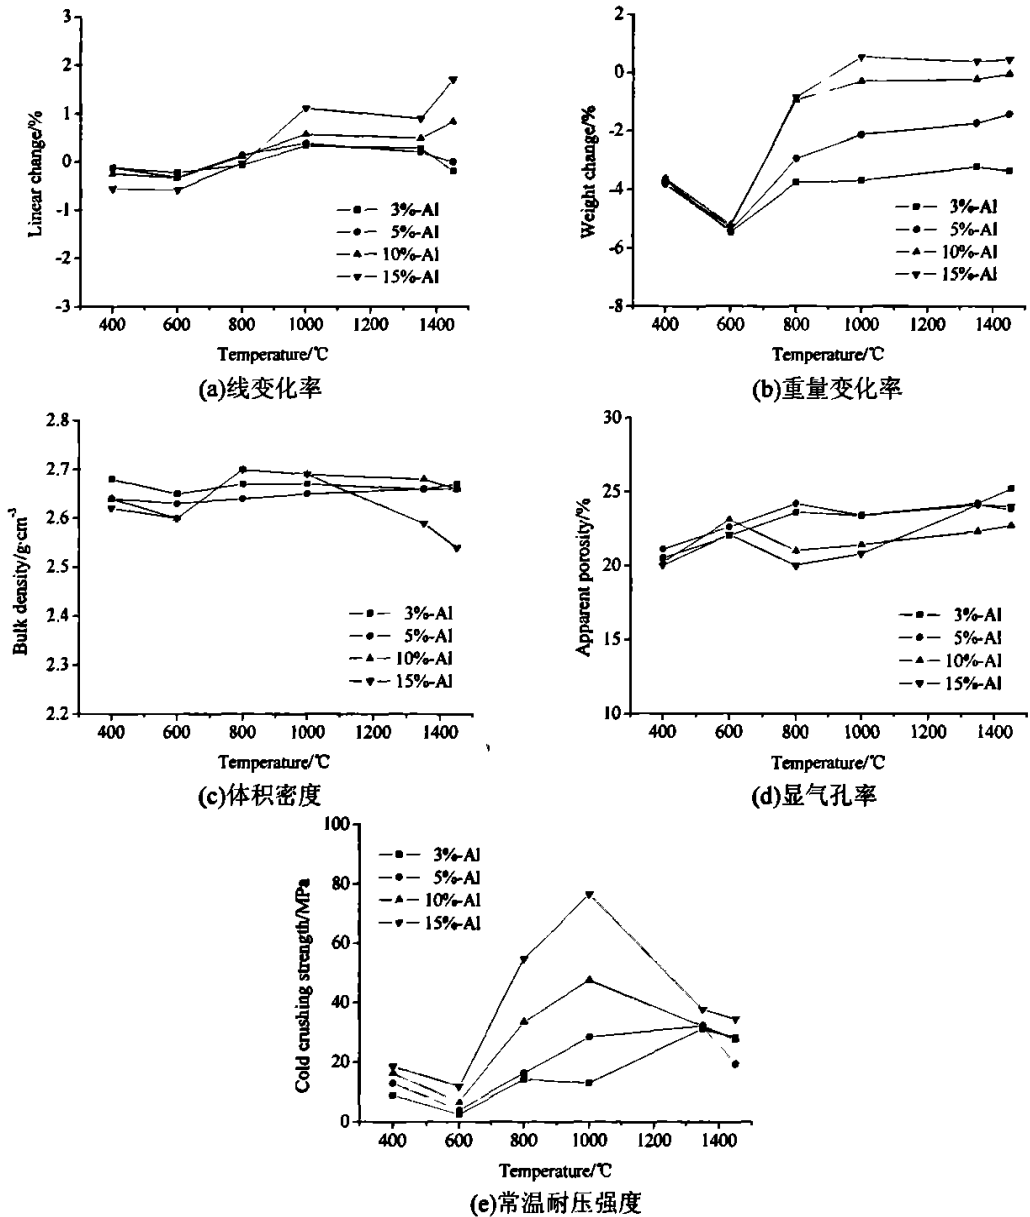 3
2
1
0
-1
-2
-3
Linear change/%
3%-Al
5%-Al
10%-Al
15%-Al
400 600 800 1000 1200 1400
Temperature/℃
(a)线变化率
0
-2
-4
-6
-8
Weight change/%
3%-Al
5%-Al
10%-Al
15%-Al
400 600 800 1000 1200 1400
Temperature/℃
(b)重量变化率
2.8
2.7
2.6
2.5
2.4
2.3
2.2
Bulk density/g·cm⁻³
3%-Al
5%-Al
10%-Al
15%-Al
400 600 800 1000 1200 1400
Temperature/℃
(c)体积密度
30
25
20
15
10
Apparent porosity/%
3%-Al
5%-Al
10%-Al
15%-Al
400 600 800 1000 1200 1400
Temperature/℃
(d)显气孔率
100
80
60
40
20
0
Cold crushing strength/MPa
3%-Al
5%-Al
10%-Al
15%-Al
400 600 800 1000 1200 1400
Temperature/℃
(e)常温耐压强度